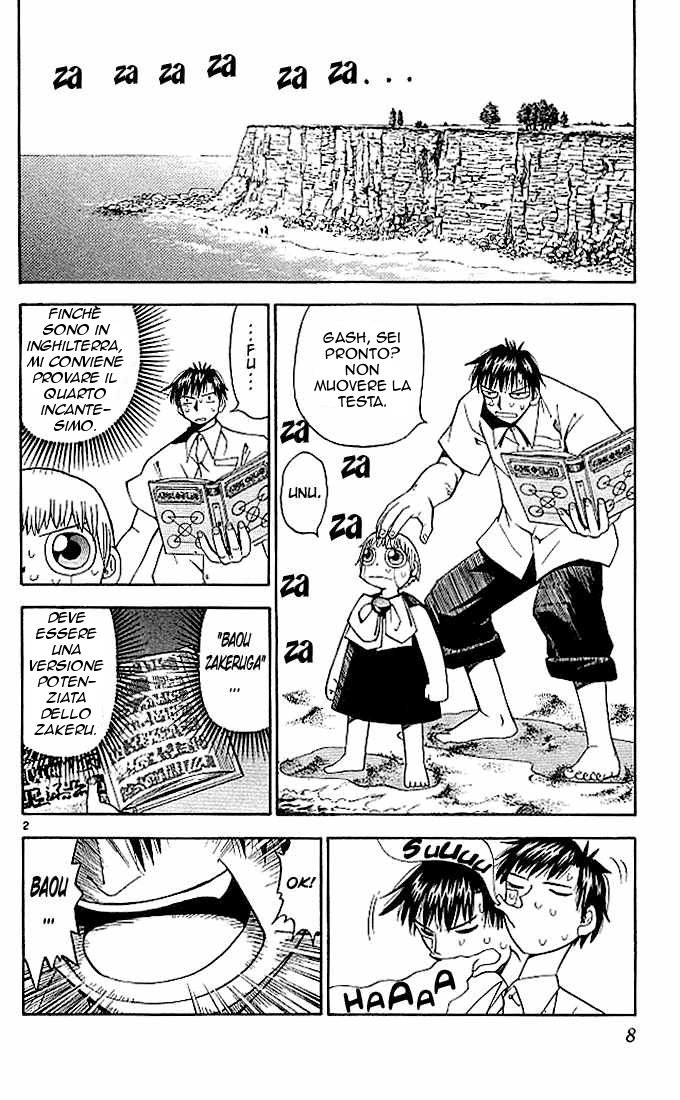 za za za za za za...
GASH, SEI
PRONTO?
NON
MUOVERE LA
TESTA.
za
za
UNU.
za
za
za
...FU...
FINCHÈ
SONO IN
INGHILTERRA,
MI CONVIENE
PROVARE IL
QUARTO
INCANTE-
SIMO.
"BAOU
ZAKERUGA"
...
DEVE
ESSERE
UNA
VERSIONE
POTEN-
ZIATA
DELLO
ZAKERU.
2
SUUUUU
HAAAAA
OK!
BAOU
...
8